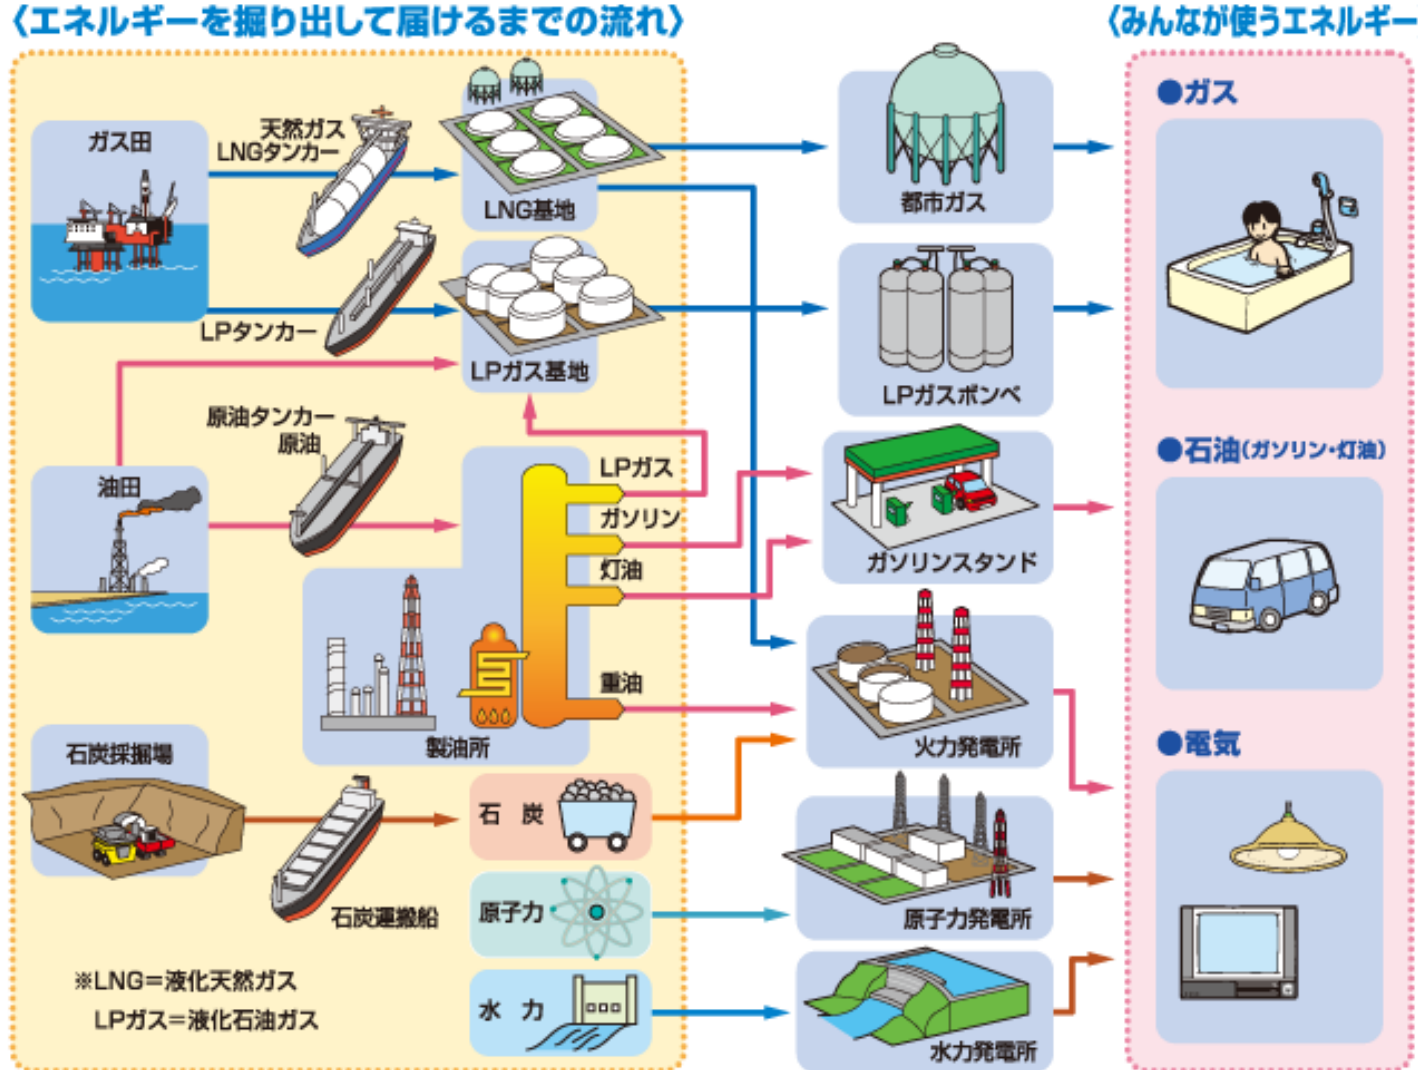 〈エネルギーを掘り出して届けるまでの流れ〉
〈みんなが使うエネルギー
ガス田
天然ガス
LNGタンカー
LNG基地
都市ガス
●ガス
LPタンカー
LPガス基地
LPガスボンベ
原油タンカー
原油
油田
LPガス
ガソリン
灯油
重油
製油所
ガソリンスタンド
●石油(ガソリン・灯油)
火力発電所
石炭採掘場
石炭運搬船
石 炭
原子力
原子力発電所
水 力
水力発電所
●電気
※LNG=液化天然ガス
LPガス=液化石油ガス